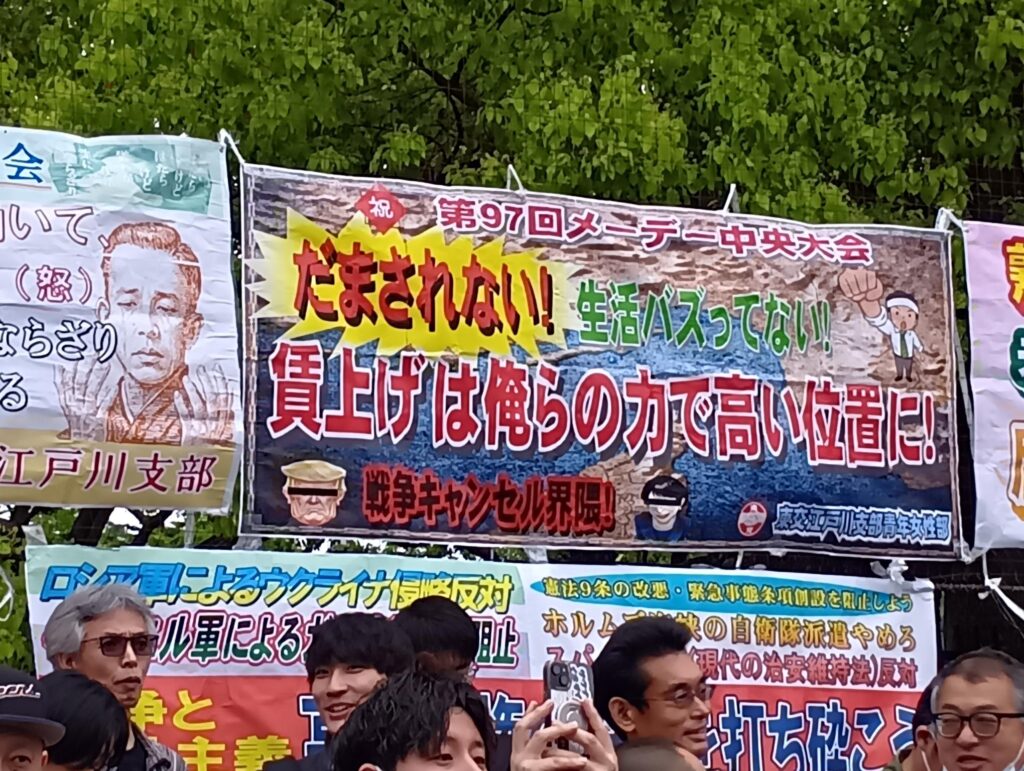 会
(怒)
ならざり
る
江戸川支部
祝
第97回メーデー中央大会
だまされない!
生活バズってない!
賃上げは俺らの力で高い位置に!
戦争キャンセル界隈!
東交江戸川支部青年女性部
ロシア軍によるウクライナ侵略反対
ル軍による
阻止
憲法9条の改悪・緊急事態条項創設を阻止しよう
ホルム
の自衛隊派遣やめろ
スパ
(現代の治安維持法)反対
争と
主義
を打ち砕こう